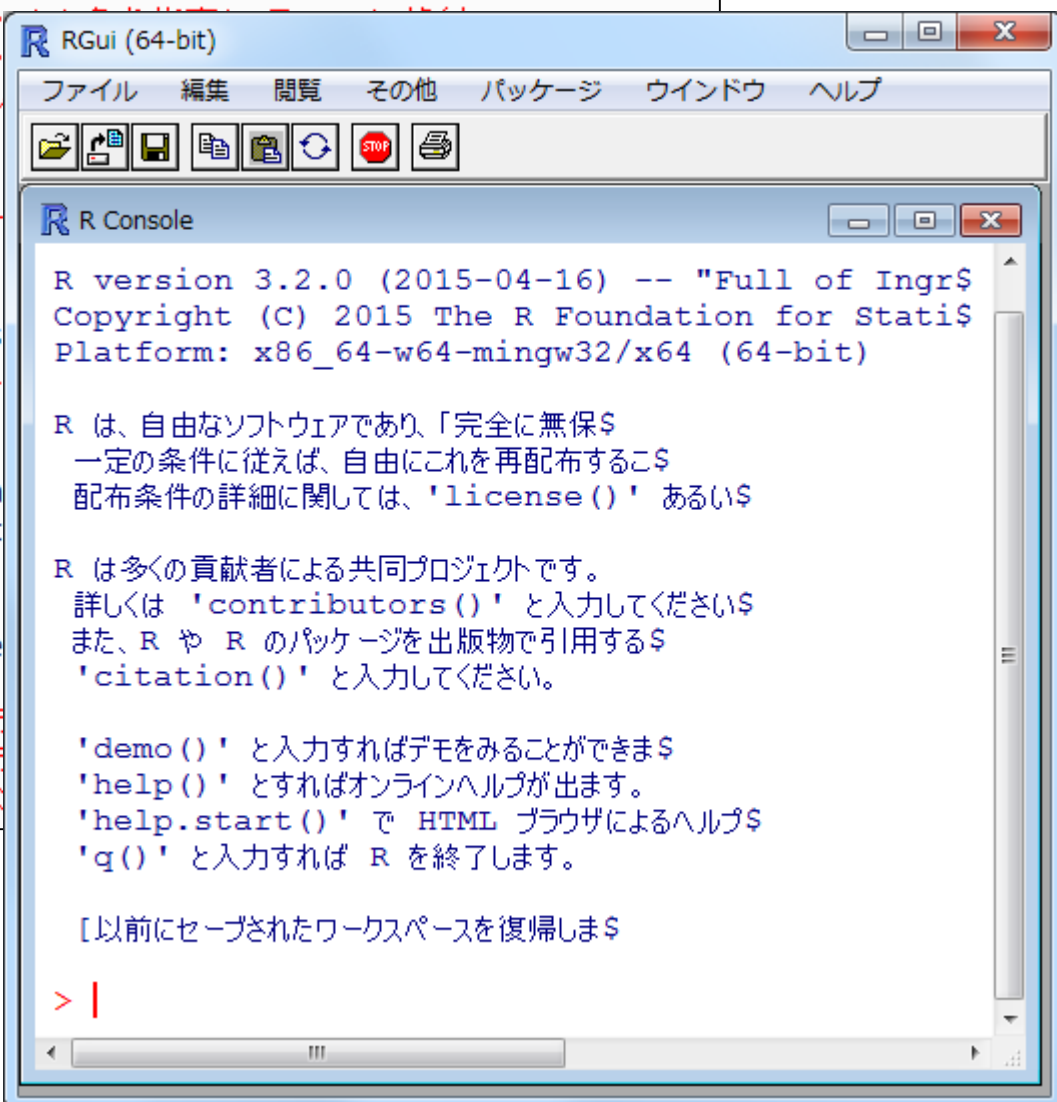 RGui (64-bit)
ファイル 編集 閲覧 その他 パッケージ ウインドウ ヘルプ
STOP
R Console
R version 3.2.0 (2015-04-16) -- "Full of Ingr$
Copyright (C) 2015 The R Foundation for Stati$
Platform: x86_64-w64-mingw32/x64 (64-bit)
R は、自由なソフトウェアであり、「完全に無保$
一定の条件に従えば、自由にこれを再配布するこ$
配布条件の詳細に関しては、'license()' あるい$
R は多くの貢献者による共同プロジェクトです。
詳しくは 'contributors()' と入力してください$
また、R や R のパッケージを出版物で引用する$
'citation()' と入力してください。
'demo()' と入力すればデモをみることができま$
'help()' とすればオンラインヘルプが出ます。
'help.start()' で HTML ブラウザによるヘルプ$
'q()' と入力すれば R を終了します。
[以前にセーブされたワークスペースを復帰しま$
>